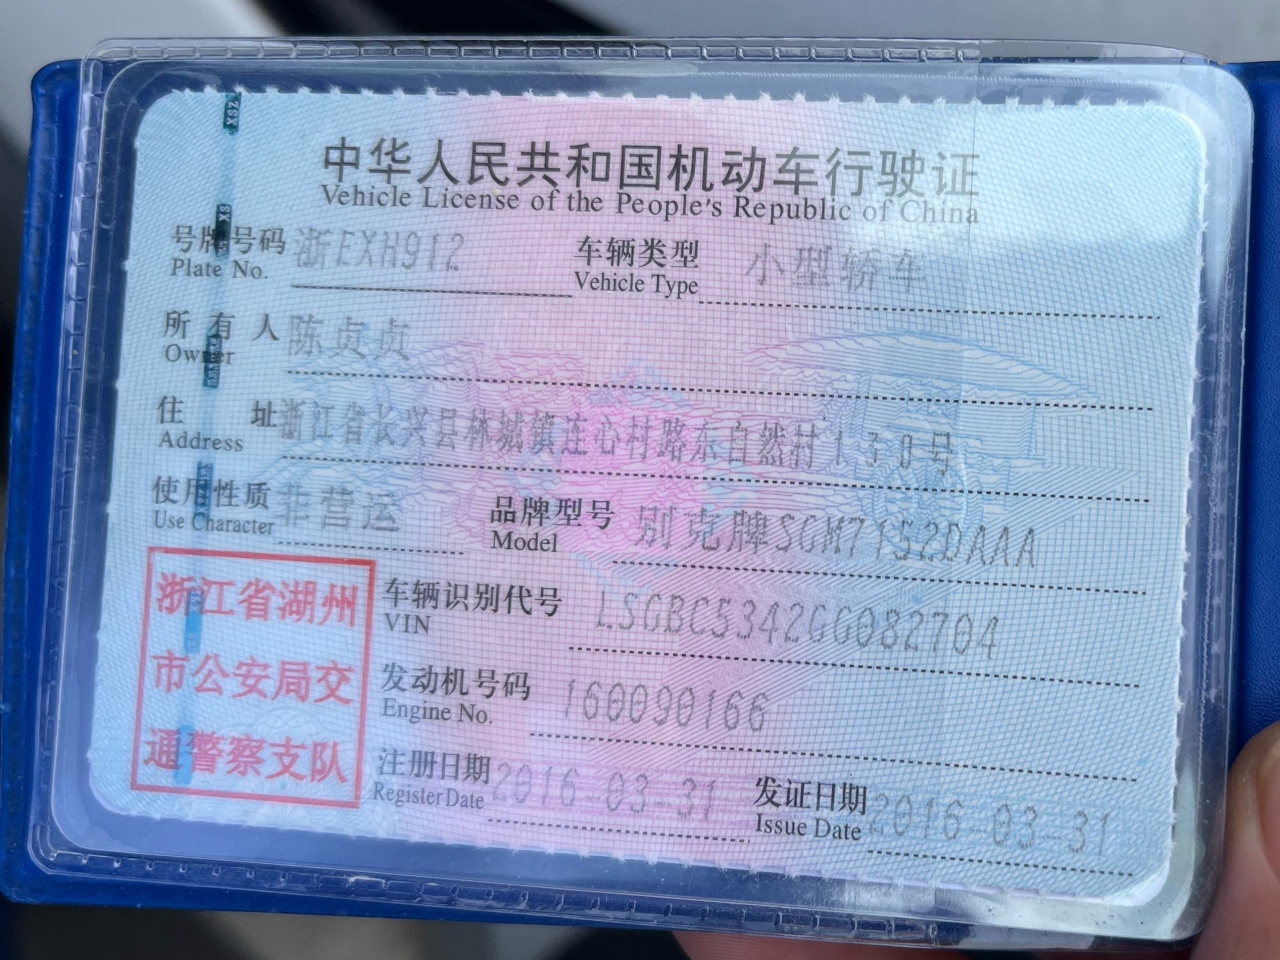 中华人民共和国机动车行驶证
Vehicle License of the People's Republic of China
号牌号码 浙EXH912 车辆类型 小型轿车
Plate No. Vehicle Type
所有人 陈贞贞
Owner
住址 浙江省长兴县林城镇连心村路东自然村130号
Address
使用性质 非营运 品牌型号 别克牌SGM7152DAAA
Use Character Model
浙江省湖州
市公安局交
通警察支队
车辆识别代号 LSGBC5342GG082704
VIN
发动机号码 160090166
Engine No.
注册日期 2016-03-31 发证日期 2016-03-31
Register Date Issue Date